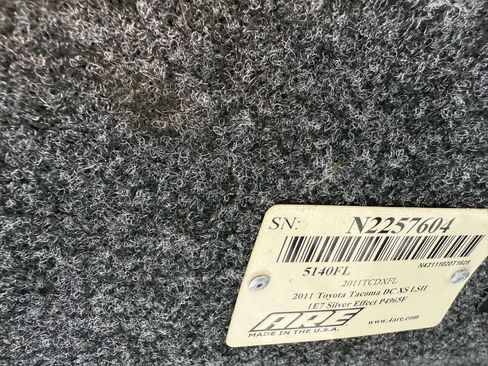 SN: N2257604
N4311102071602S
5140FL
2011TCDXFL
2011 Toyota Tacoma DC XS LSII
1E7 Silver Effect P4965F
ARE
MADE IN THE U.S.A.
www.4are.com